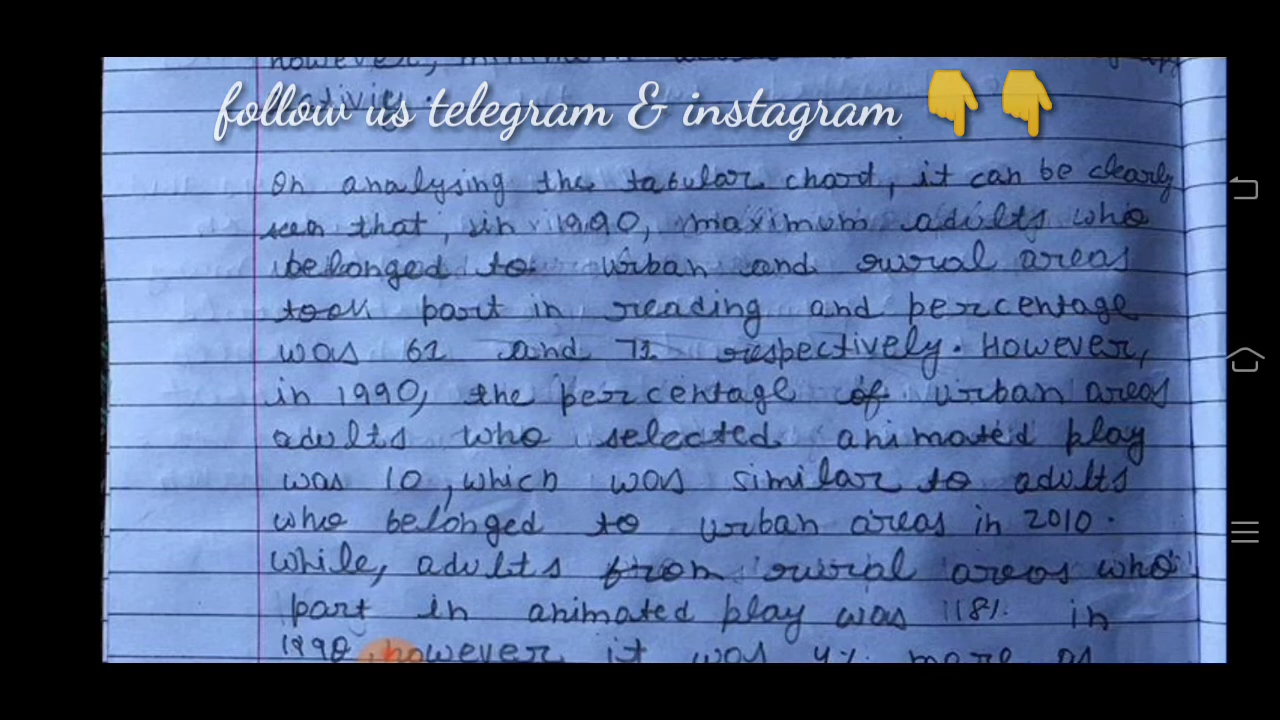 however,
follow us telegram & instagram 👇👇
On analysing the tabular chart, it can be clearly
seen that, in 1990, maximum adults who
belonged to urban and rural areas
took part in reading and percentage
was 61 and 71 respectively. However,
in 1990, the percentage of urban areas
adults who selected animated play
was 10, which was similar to adults
who belonged to urban areas in 2010.
while, adults from rural areas who
part in animated play was 18% in
1990, however it was 4% more as